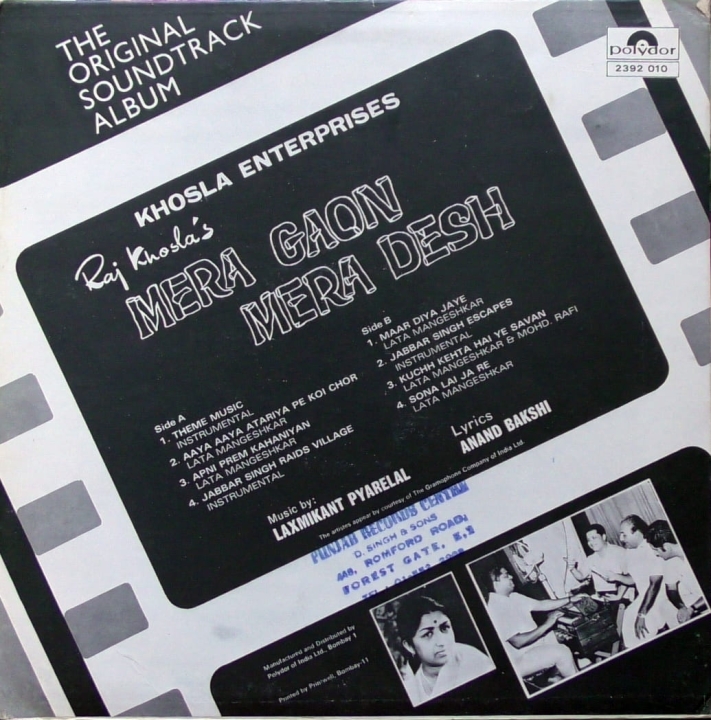 THE
ORIGINAL
SOUNDTRACK
ALBUM
polydor
2392 010
KHOSLA ENTERPRISES
Raj Khosla's
MERA GAON
MERA DESH
Side A
1. THEME MUSIC
INSTRUMENTAL
2. AAYA AAYA ATARIYA PE KOI CHOR
LATA MANGESHKAR
3. APNI PREM KAHANIYAN
LATA MANGESHKAR
4. JABBAR SINGH RAIDS VILLAGE
INSTRUMENTAL
Side B
1. MAAR DIYA JAYE
LATA MANGESHKAR
2. JABBAR SINGH ESCAPES
INSTRUMENTAL
3. KUCHH KEHTA HAI YE SAVAN
LATA MANGESHKAR & MOHD. RAFI
4. SONA LAI JA RE
LATA MANGESHKAR
Music by:
LAXMIKANT PYARELAL
Lyrics
ANAND BAKSHI
The artistes appear by courtesy of The Gramophone Company of India Ltd.
PUNJAB RECORDS CENTRE
D. SINGH & SONS
ROMFORD ROAD,
FOREST GATE, E.
Manufactured and Distributed by
Polydor of India Ltd., Bombay 1
Printed by Bombay-11